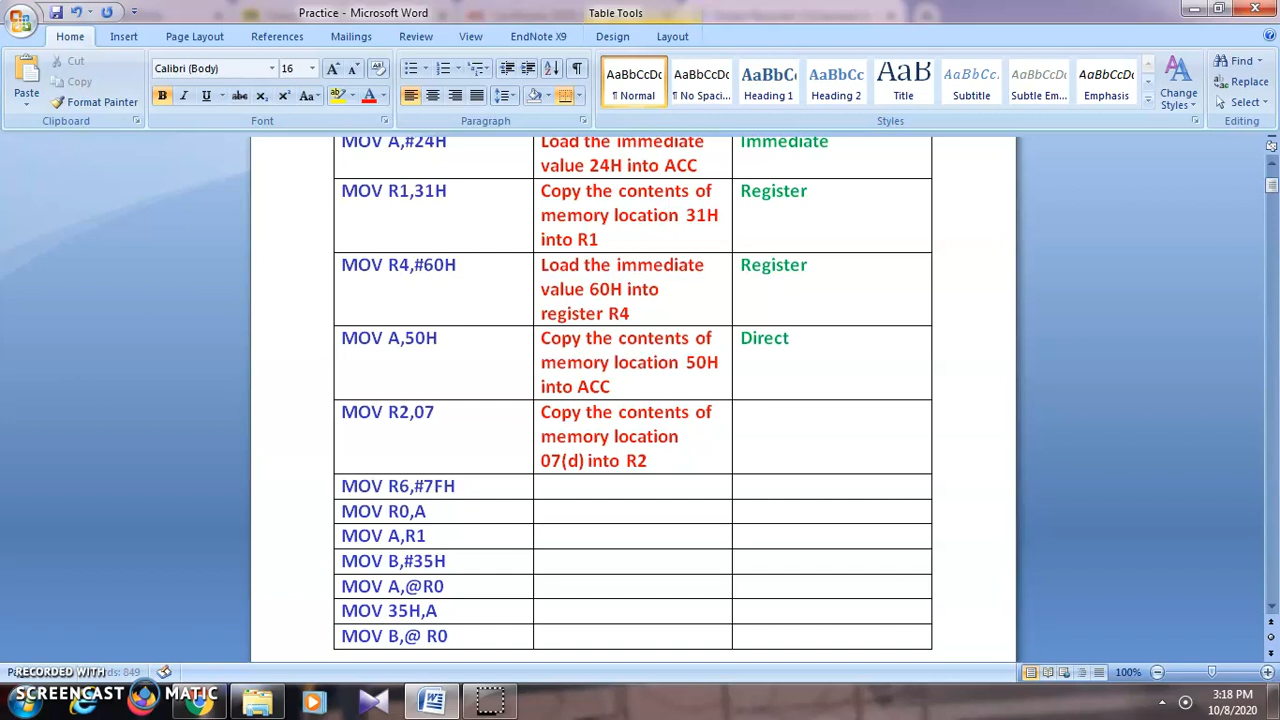 Practice - Microsoft Word
Table Tools
Home
Insert
Page Layout
References
Mailings
Review
View
EndNote X9
Design
Layout
Paste
Cut
Copy
Format Painter
Clipboard
Calibri (Body)
16
Font
Paragraph
AaBbCcDc
¶ Normal
AaBbCcDc
¶ No Spaci...
AaBbCc
Heading 1
AaBbCc
Heading 2
AaB
Title
AaBbCc.
Subtitle
AaBbCcDc
Subtle Em...
AaBbCcDc
Emphasis
Change
Styles
Styles
Find
Replace
Select
Editing
MOV A,#24H
Load the immediate
value 24H into ACC
Immediate
MOV R1,31H
Copy the contents of
memory location 31H
into R1
Register
MOV R4,#60H
Load the immediate
value 60H into
register R4
Register
MOV A,50H
Copy the contents of
memory location 50H
into ACC
Direct
MOV R2,07
Copy the contents of
memory location
07(d) into R2
MOV R6,#7FH
MOV R0,A
MOV A,R1
MOV B,#35H
MOV A,@R0
MOV 35H,A
MOV B,@ R0
849
100%
RECORDED WITH
SCREENCAST MATIC
3:18 PM
10/8/2020